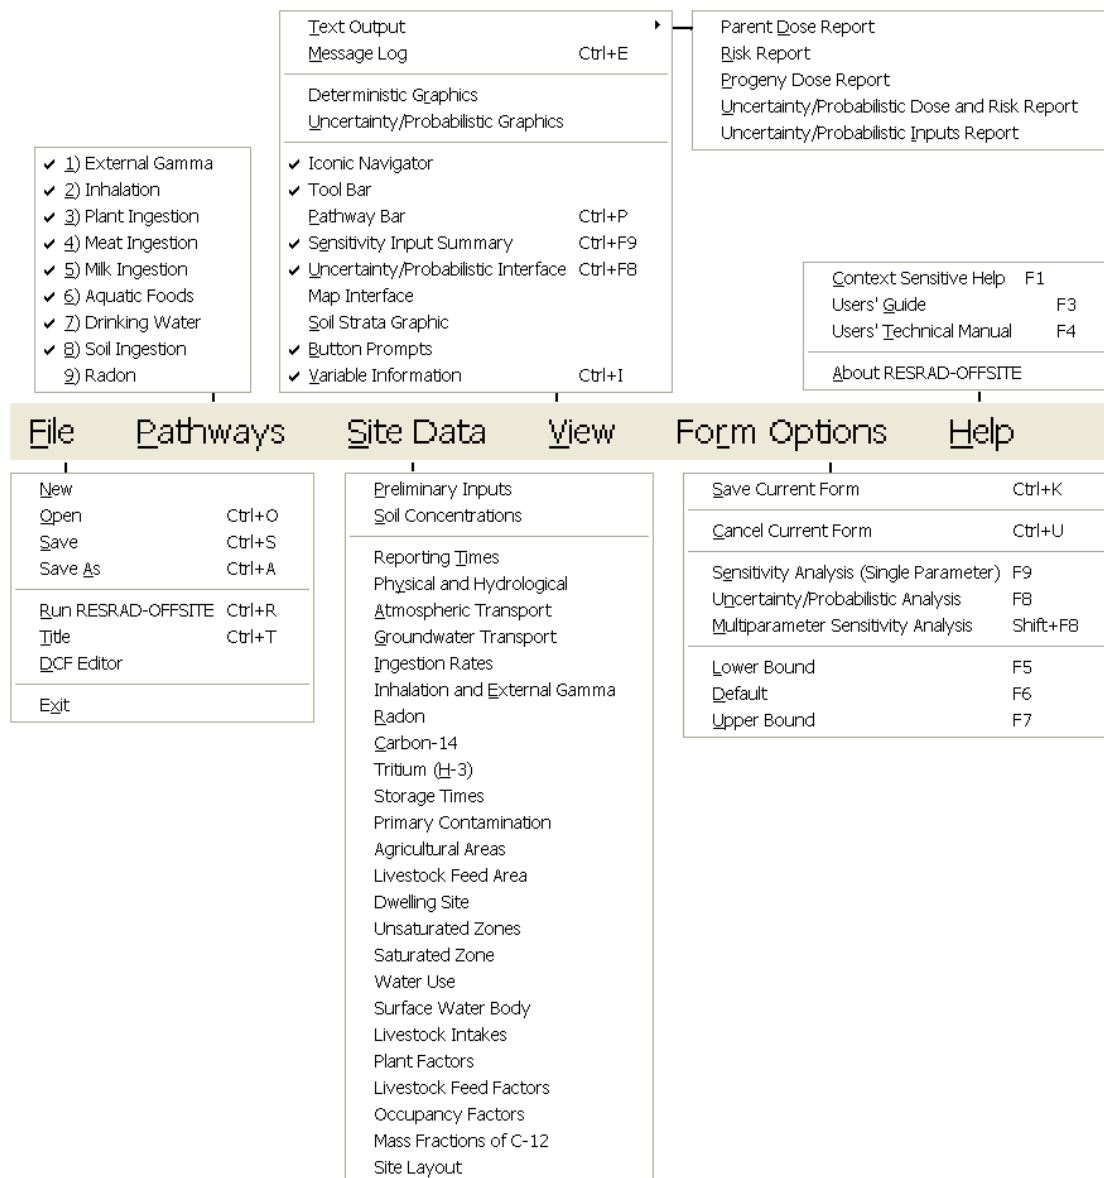 Text Output
Message Log Ctrl+E
Deterministic Graphics
Uncertainty/Probabilistic Graphics
Iconic Navigator
Tool Bar
Pathway Bar Ctrl+P
Sensitivity Input Summary Ctrl+F9
Uncertainty/Probabilistic Interface Ctrl+F8
Map Interface
Soil Strata Graphic
Button Prompts
Variable Information Ctrl+I
Parent Dose Report
Risk Report
Progeny Dose Report
Uncertainty/Probabilistic Dose and Risk Report
Uncertainty/Probabilistic Inputs Report
1) External Gamma
2) Inhalation
3) Plant Ingestion
4) Meat Ingestion
5) Milk Ingestion
6) Aquatic Foods
7) Drinking Water
8) Soil Ingestion
9) Radon
Context Sensitive Help F1
Users' Guide F3
Users' Technical Manual F4
About RESRAD-OFFSITE
File Pathways Site Data View Form Options Help
New
Open Ctrl+O
Save Ctrl+S
Save As Ctrl+A
Run RESRAD-OFFSITE Ctrl+R
Title Ctrl+T
DCF Editor
Exit
Preliminary Inputs
Soil Concentrations
Reporting Times
Physical and Hydrological
Atmospheric Transport
Groundwater Transport
Ingestion Rates
Inhalation and External Gamma
Radon
Carbon-14
Tritium (H-3)
Storage Times
Primary Contamination
Agricultural Areas
Livestock Feed Area
Dwelling Site
Unsaturated Zones
Saturated Zone
Water Use
Surface Water Body
Livestock Intakes
Plant Factors
Livestock Feed Factors
Occupancy Factors
Mass Fractions of C-12
Site Layout
Save Current Form Ctrl+K
Cancel Current Form Ctrl+U
Sensitivity Analysis (Single Parameter) F9
Uncertainty/Probabilistic Analysis F8
Multiparameter Sensitivity Analysis Shift+F8
Lower Bound F5
Default F6
Upper Bound F7